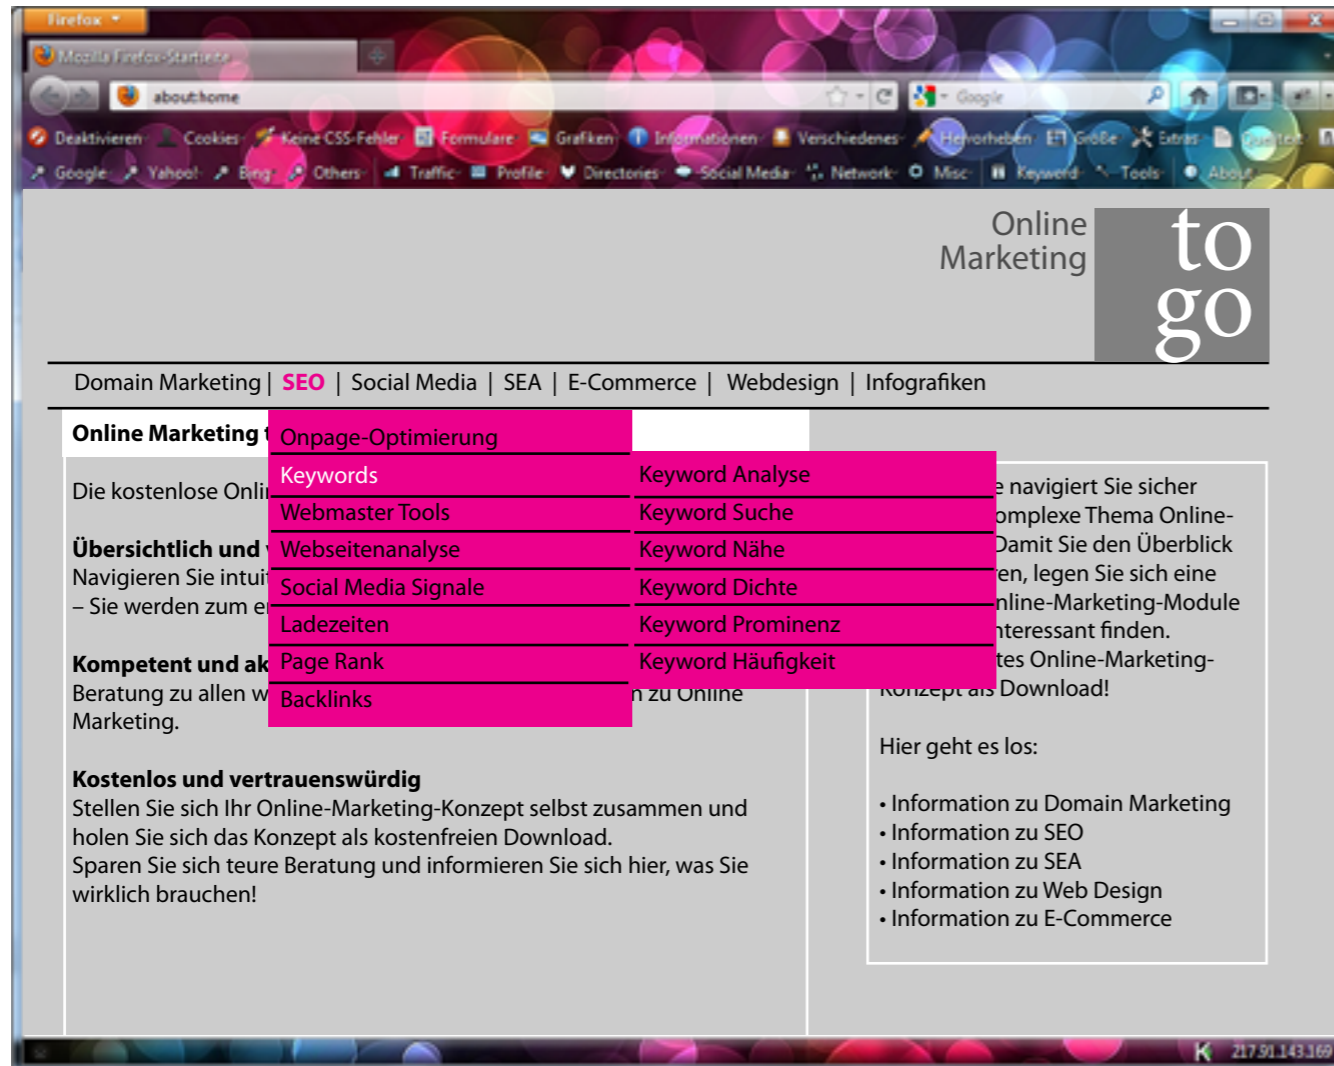 Firefox
Mozilla Firefox-Startseite
about:home
Google
Deaktivieren Cookies Keine CSS-Fehler Formulare Grafiken Informationen Verschiedenes Hervorheben Größe Extras Quelltext
Google Yahoo! Bing Others Traffic Profile Directories Social Media Network Misc Keyword Tools About
Online
Marketing
to
go
Domain Marketing | SEO | Social Media | SEA | E-Commerce | Webdesign | Infografiken
Online Marketing
Onpage-Optimierung
Keywords
Webmaster Tools
Webseitenanalyse
Social Media Signale
Ladezeiten
Page Rank
Backlinks
Keyword Analyse
Keyword Suche
Keyword Nähe
Keyword Dichte
Keyword Prominenz
Keyword Häufigkeit
Die kostenlose Onli
Übersichtlich und
Navigieren Sie intui
– Sie werden zum e
Kompetent und ak
Beratung zu allen w n zu Online
Marketing.
Kostenlos und vertrauenswürdig
Stellen Sie sich Ihr Online-Marketing-Konzept selbst zusammen und
holen Sie sich das Konzept als kostenfreien Download.
Sparen Sie sich teure Beratung und informieren Sie sich hier, was Sie
wirklich brauchen!
e navigiert Sie sicher
omplexe Thema Online-
Damit Sie den Überblick
en, legen Sie sich eine
nline-Marketing-Module
nteressant finden.
tes Online-Marketing-
Konzept als Download!
Hier geht es los:
• Information zu Domain Marketing
• Information zu SEO
• Information zu SEA
• Information zu Web Design
• Information zu E-Commerce
217.91.143.169